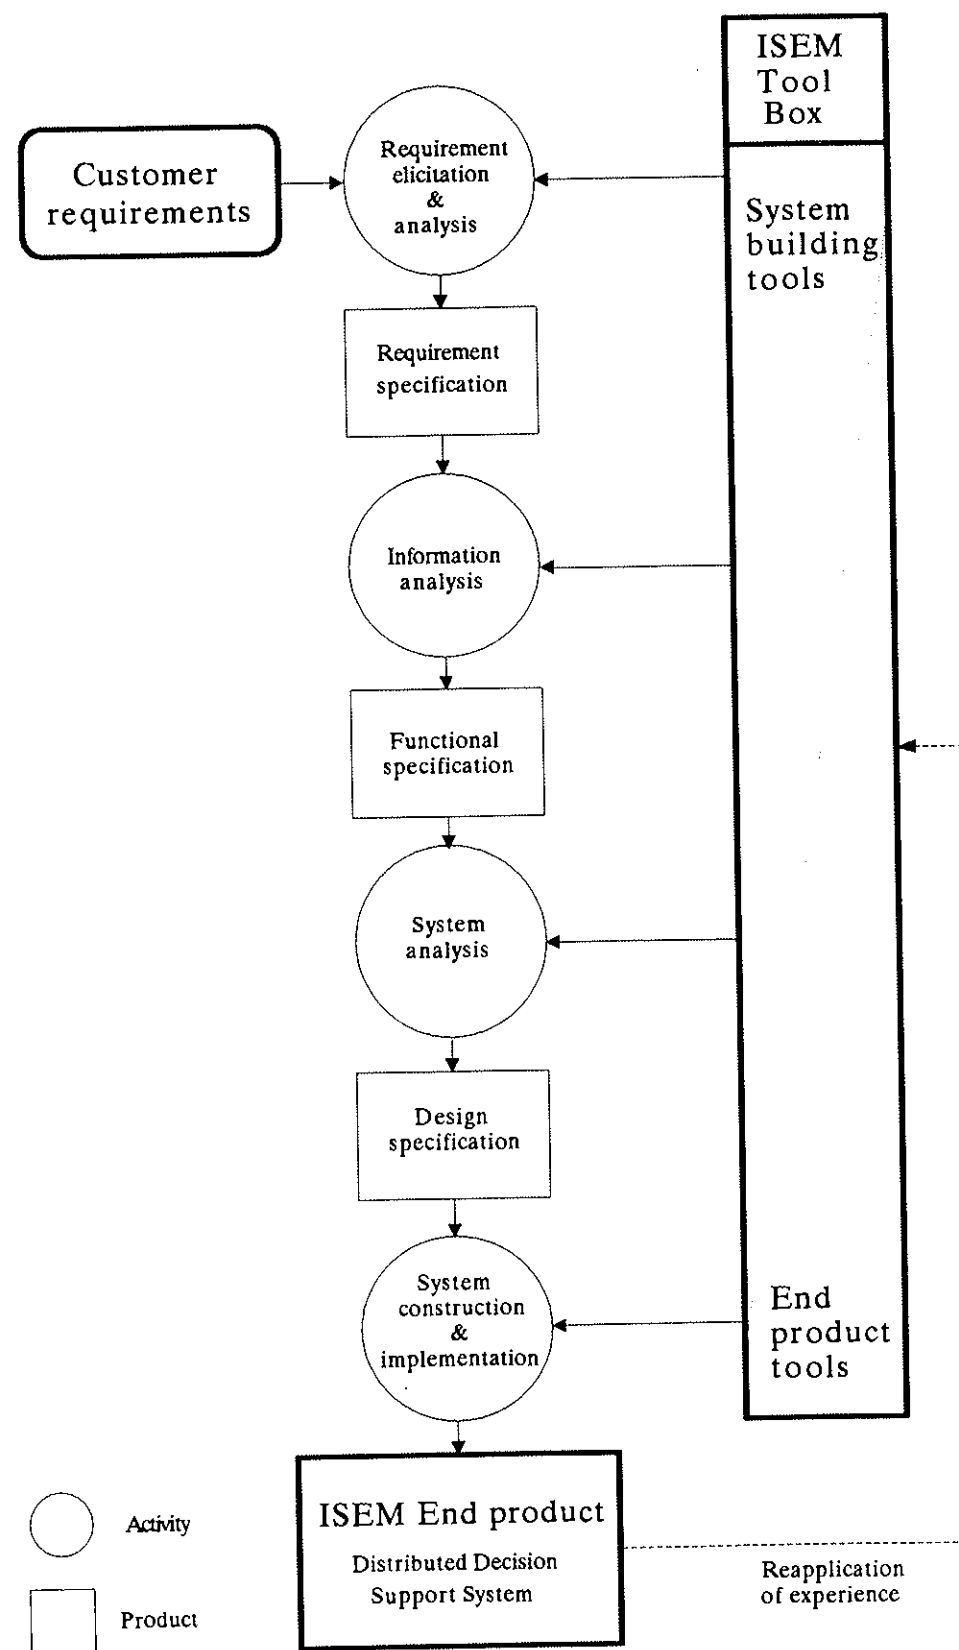 ISEM
Tool
Box
Customer
requirements
Requirement
elicitation
&
analysis
System
building
tools
Requirement
specification
Information
analysis
Functional
specification
System
analysis
Design
specification
System
construction
&
implementation
End
product
tools
ISEM End product
Distributed Decision
Support System
Activity
Product
Reapplication
of experience